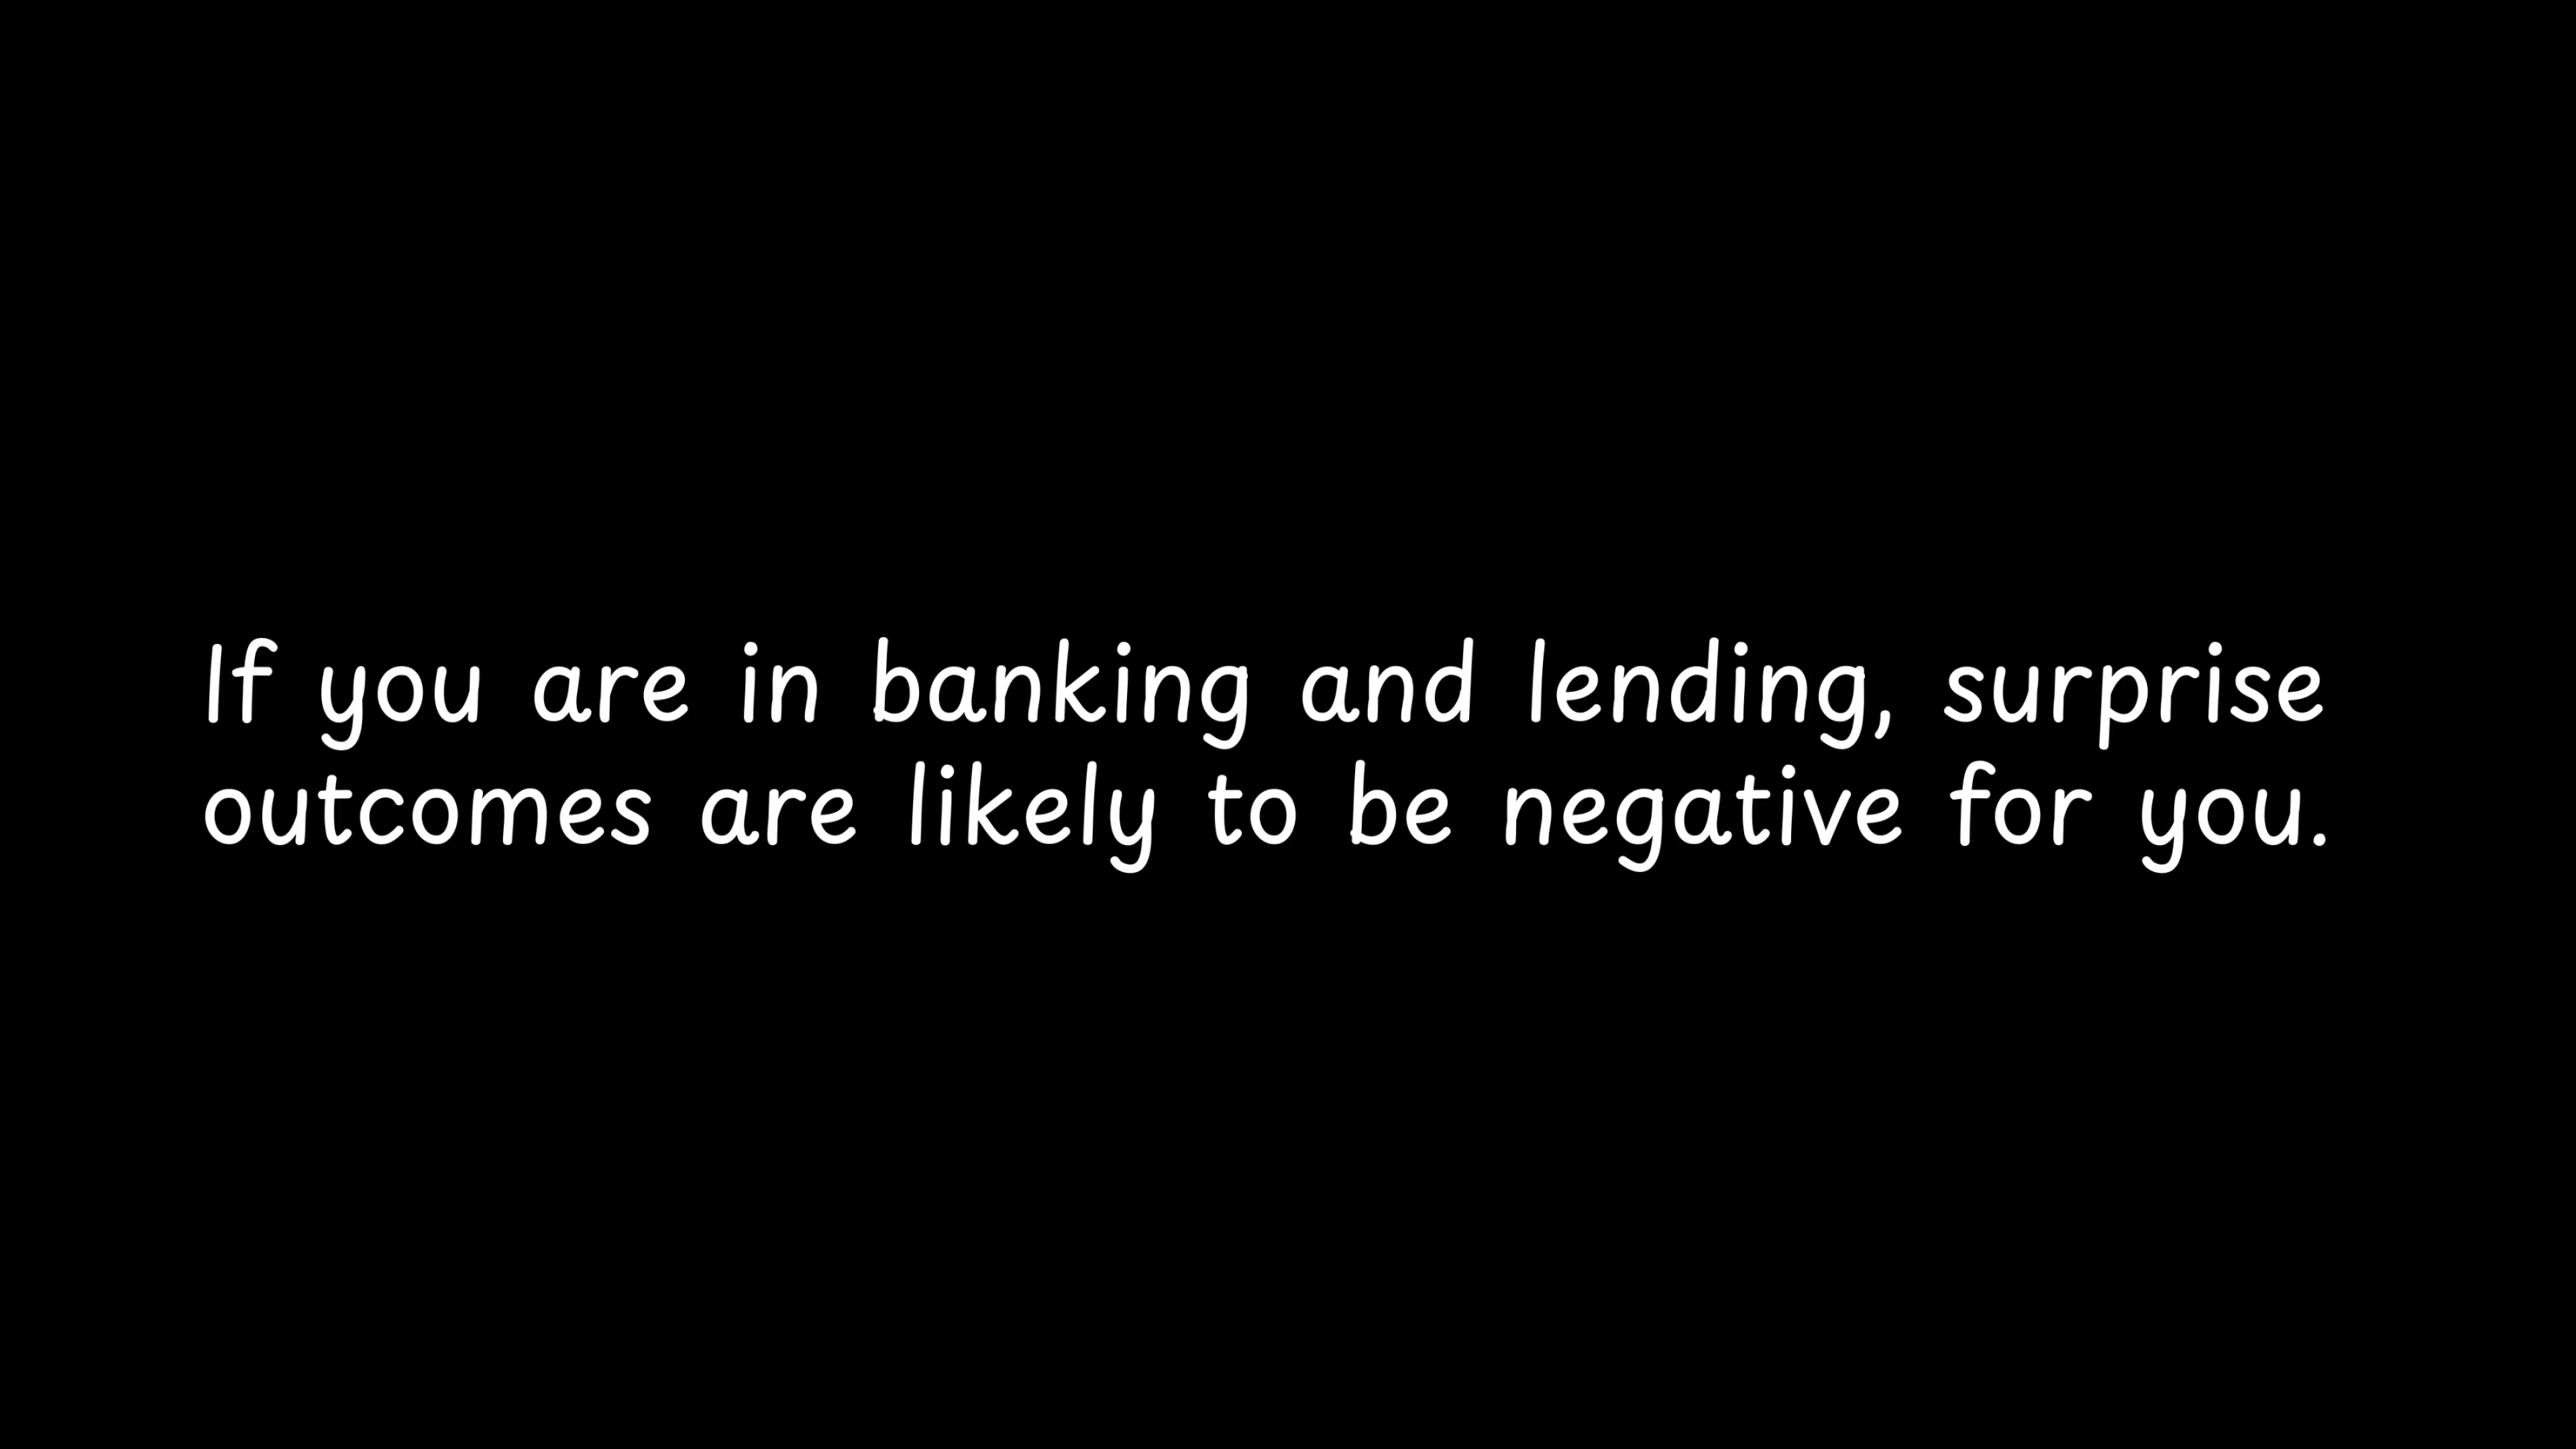 If you are in banking and lending, surprise
outcomes are likely to be negative for you.